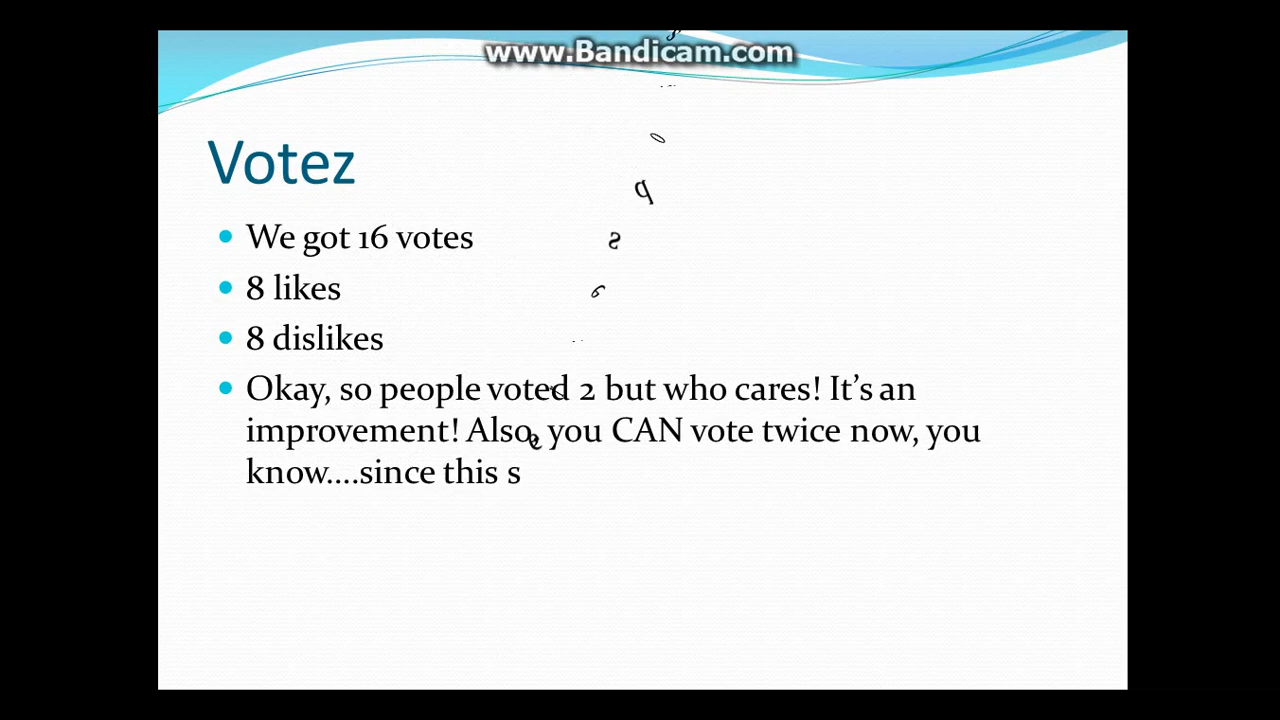 www.Bandicam.com
Votez
We got 16 votes
8 likes
8 dislikes
Okay, so people voted 2 but who cares! It's an
improvement! Also, you CAN vote twice now, you
know....since this s